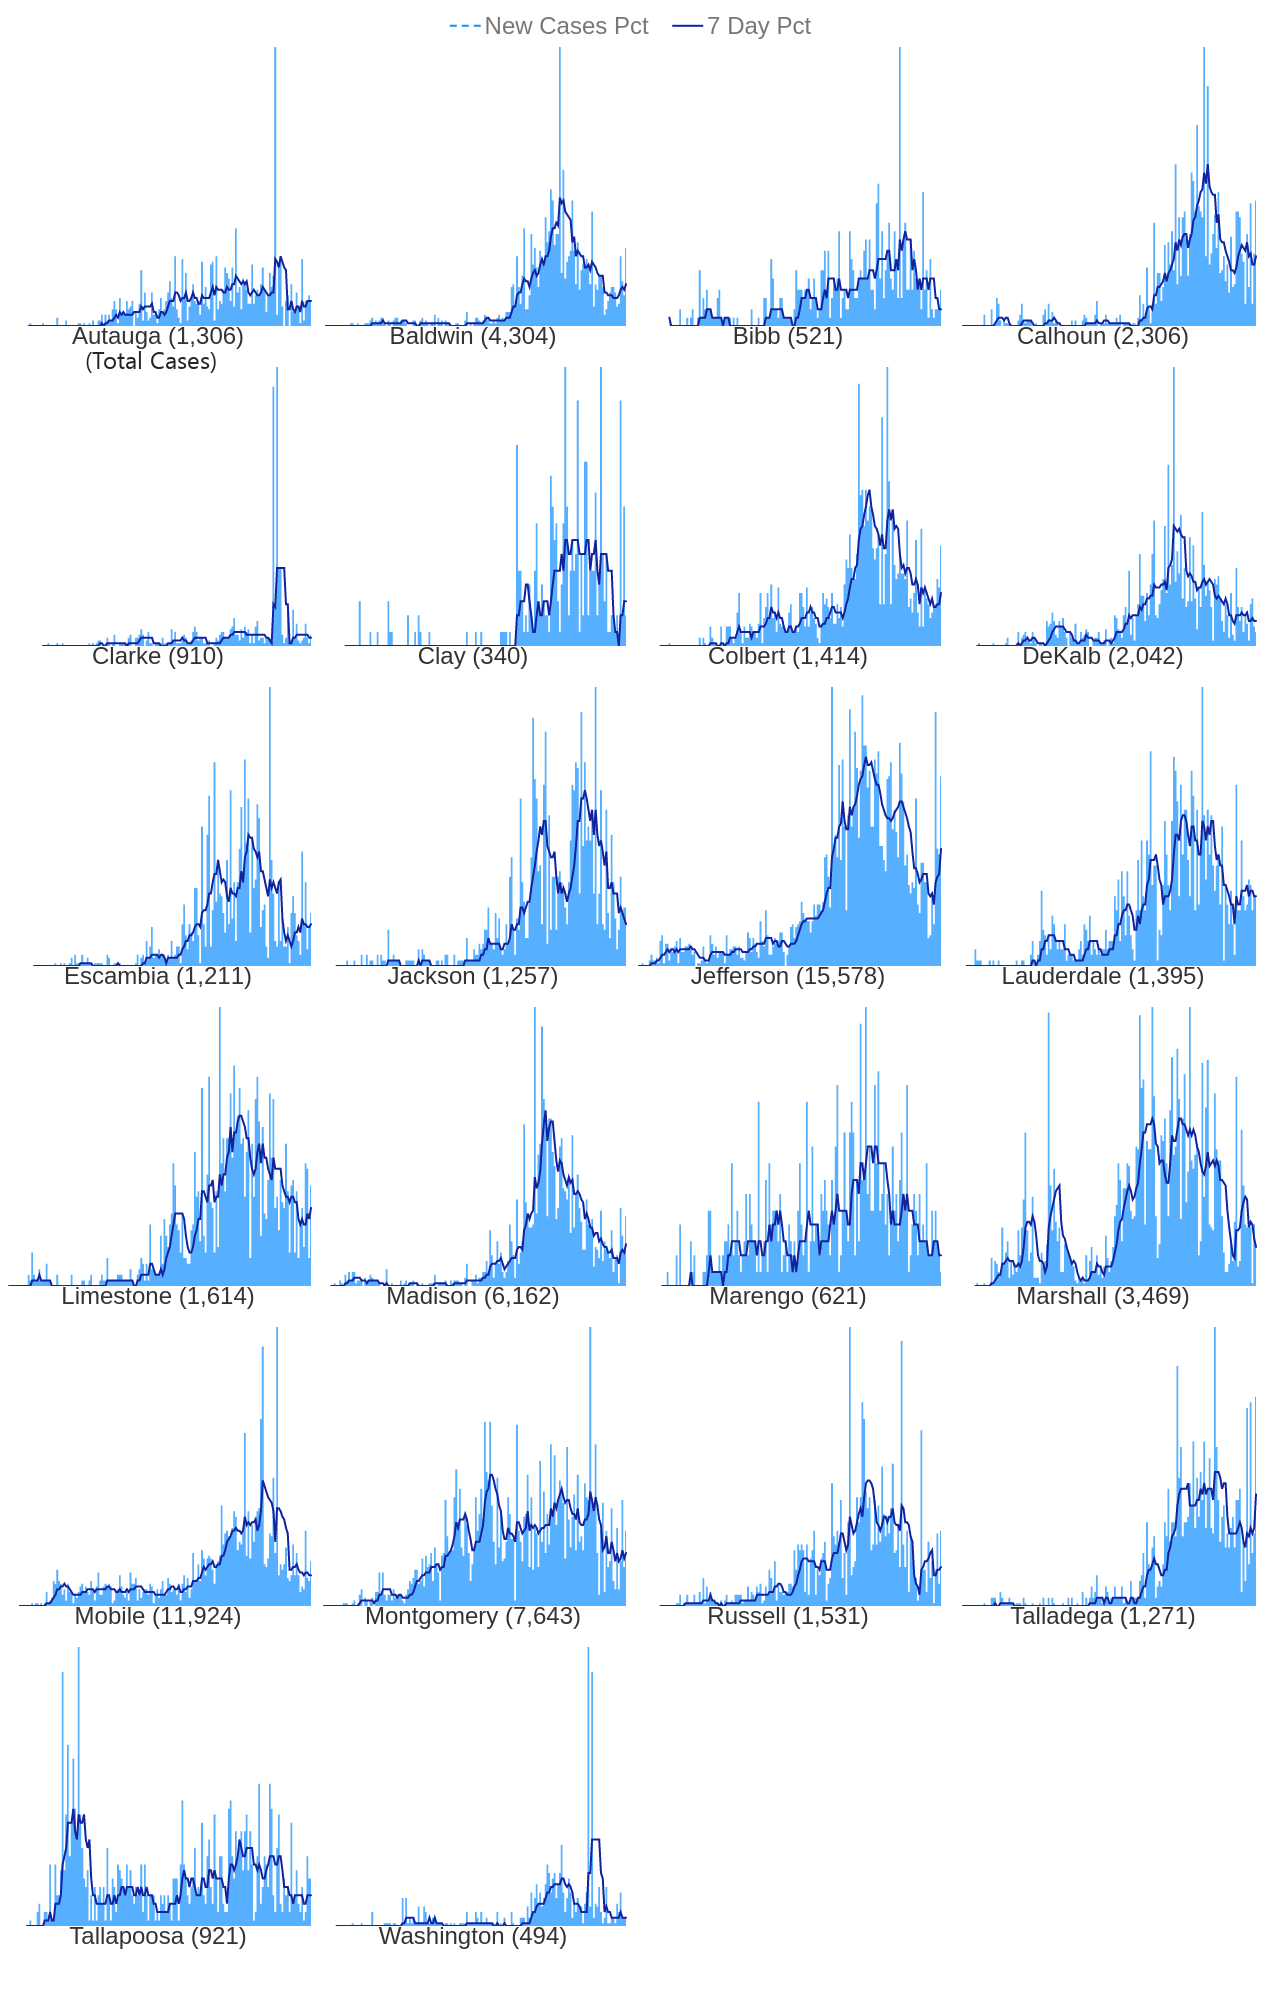 New Cases Pct 7 Day Pct
Autauga (1,306) Baldwin (4,304) Bibb (521) Calhoun (2,306)
(Total Cases)
Clarke (910) Clay (340) Colbert (1,414) DeKalb (2,042)
Escambia (1,211) Jackson (1,257) Jefferson (15,578) Lauderdale (1,395)
Limestone (1,614) Madison (6,162) Marengo (621) Marshall (3,469)
Mobile (11,924) Montgomery (7,643) Russell (1,531) Talladega (1,271)
Tallapoosa (921) Washington (494)